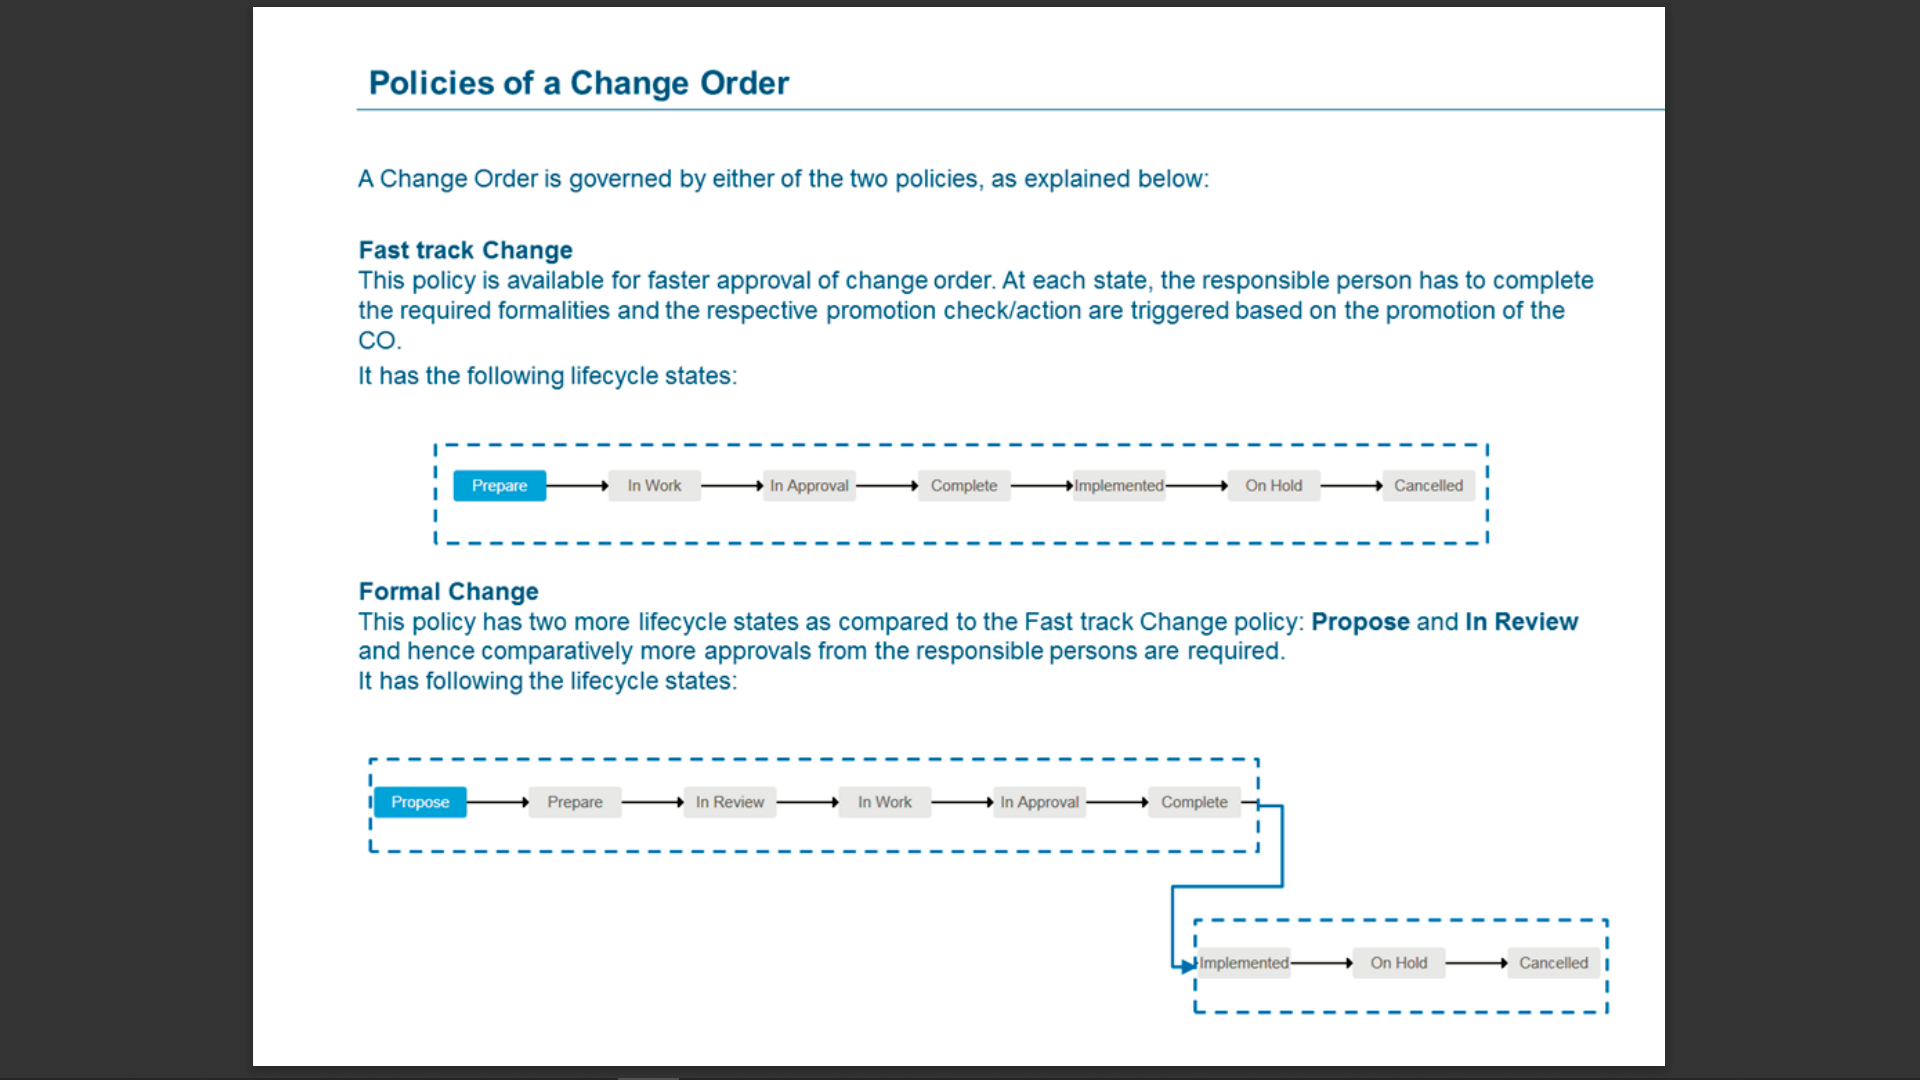 Policies of a Change Order
A Change Order is governed by either of the two policies, as explained below:
Fast track Change
This policy is available for faster approval of change order. At each state, the responsible person has to complete
the required formalities and the respective promotion check/action are triggered based on the promotion of the
CO.
It has the following lifecycle states:
Prepare In Work In Approval Complete Implemented On Hold Cancelled
Formal Change
This policy has two more lifecycle states as compared to the Fast track Change policy: Propose and In Review
and hence comparatively more approvals from the responsible persons are required.
It has following the lifecycle states:
Propose Prepare In Review In Work In Approval Complete
Implemented On Hold Cancelled